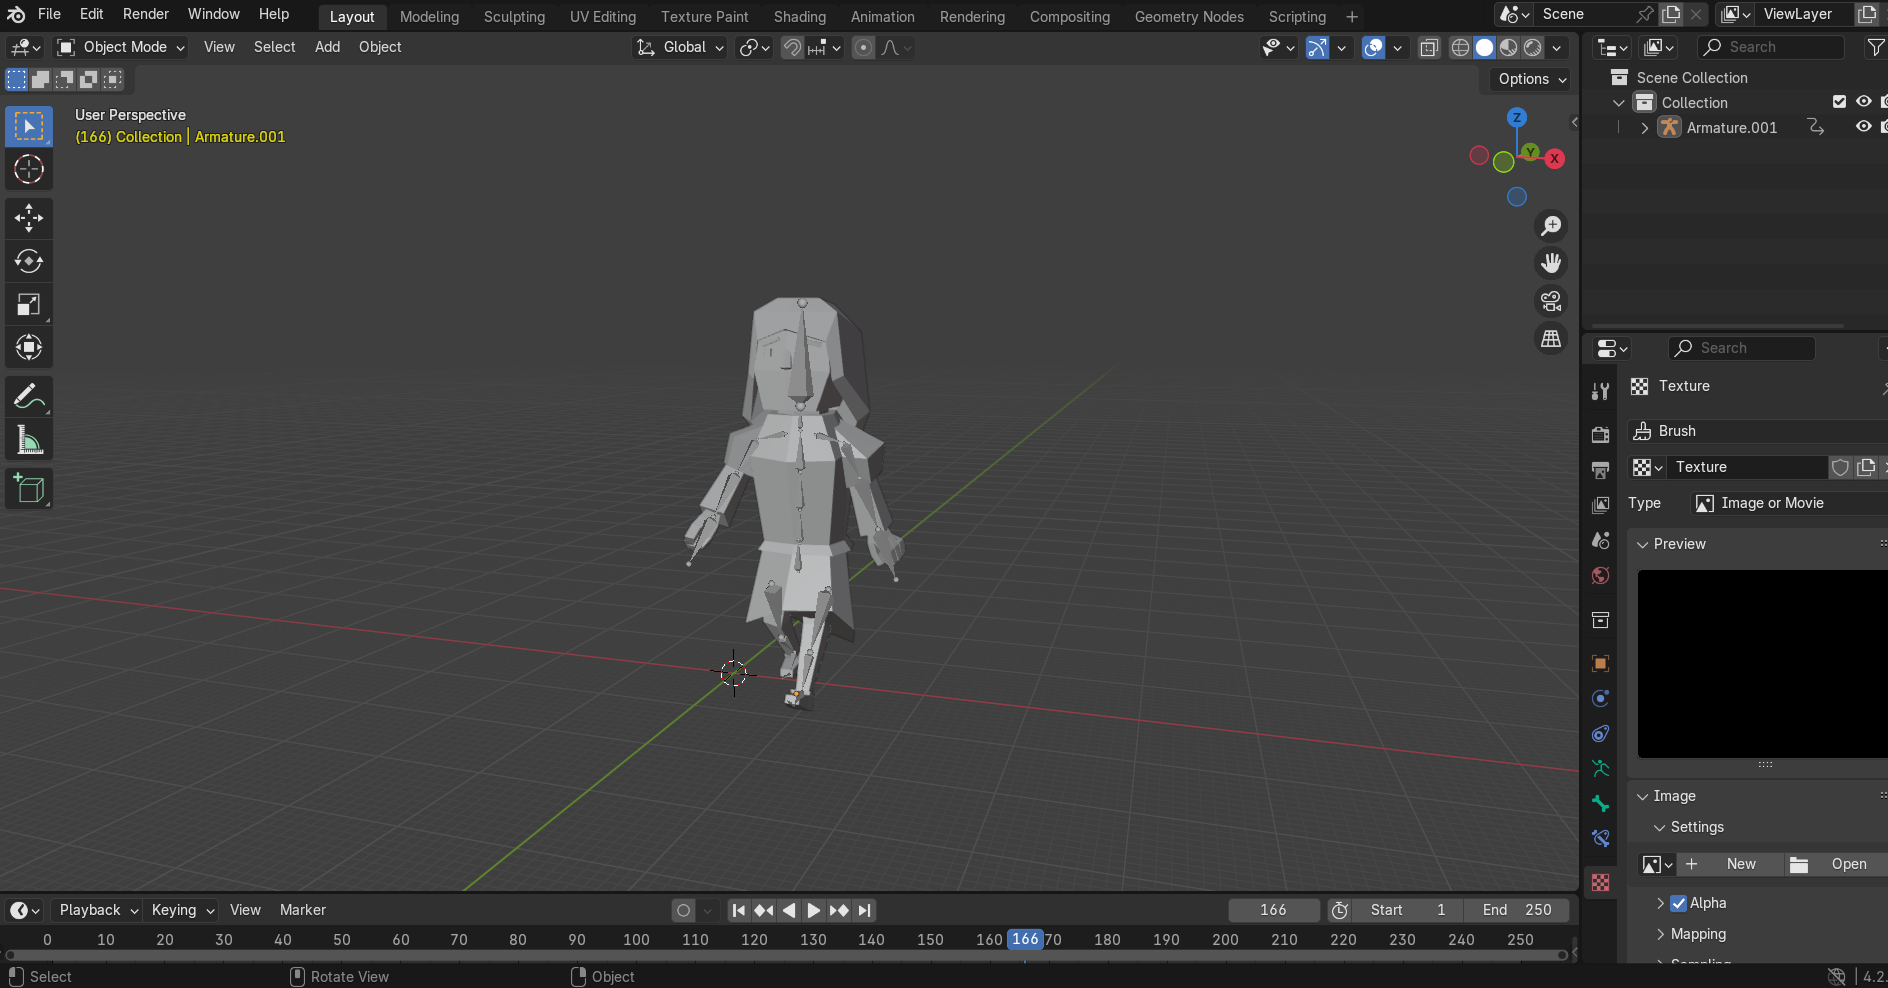 File Edit Render Window Help Layout Modeling Sculpting UV Editing Texture Paint Shading Animation Rendering Compositing Geometry Nodes Scripting Scene ViewLayer
Object Mode View Select Add Object Global Search
Options
Scene Collection
Collection
Armature.001
User Perspective
(166) Collection | Armature.001
Z
Y
X
Search
Texture
Brush
Texture
Type Image or Movie
Preview
Image
Settings
New Open
Alpha
Mapping
Sampling
Playback Keying View Marker 166 Start 1 End 250
0 10 20 30 40 50 60 70 80 90 100 110 120 130 140 150 160 166 70 180 190 200 210 220 230 240 250
Select Rotate View Object 4.2.